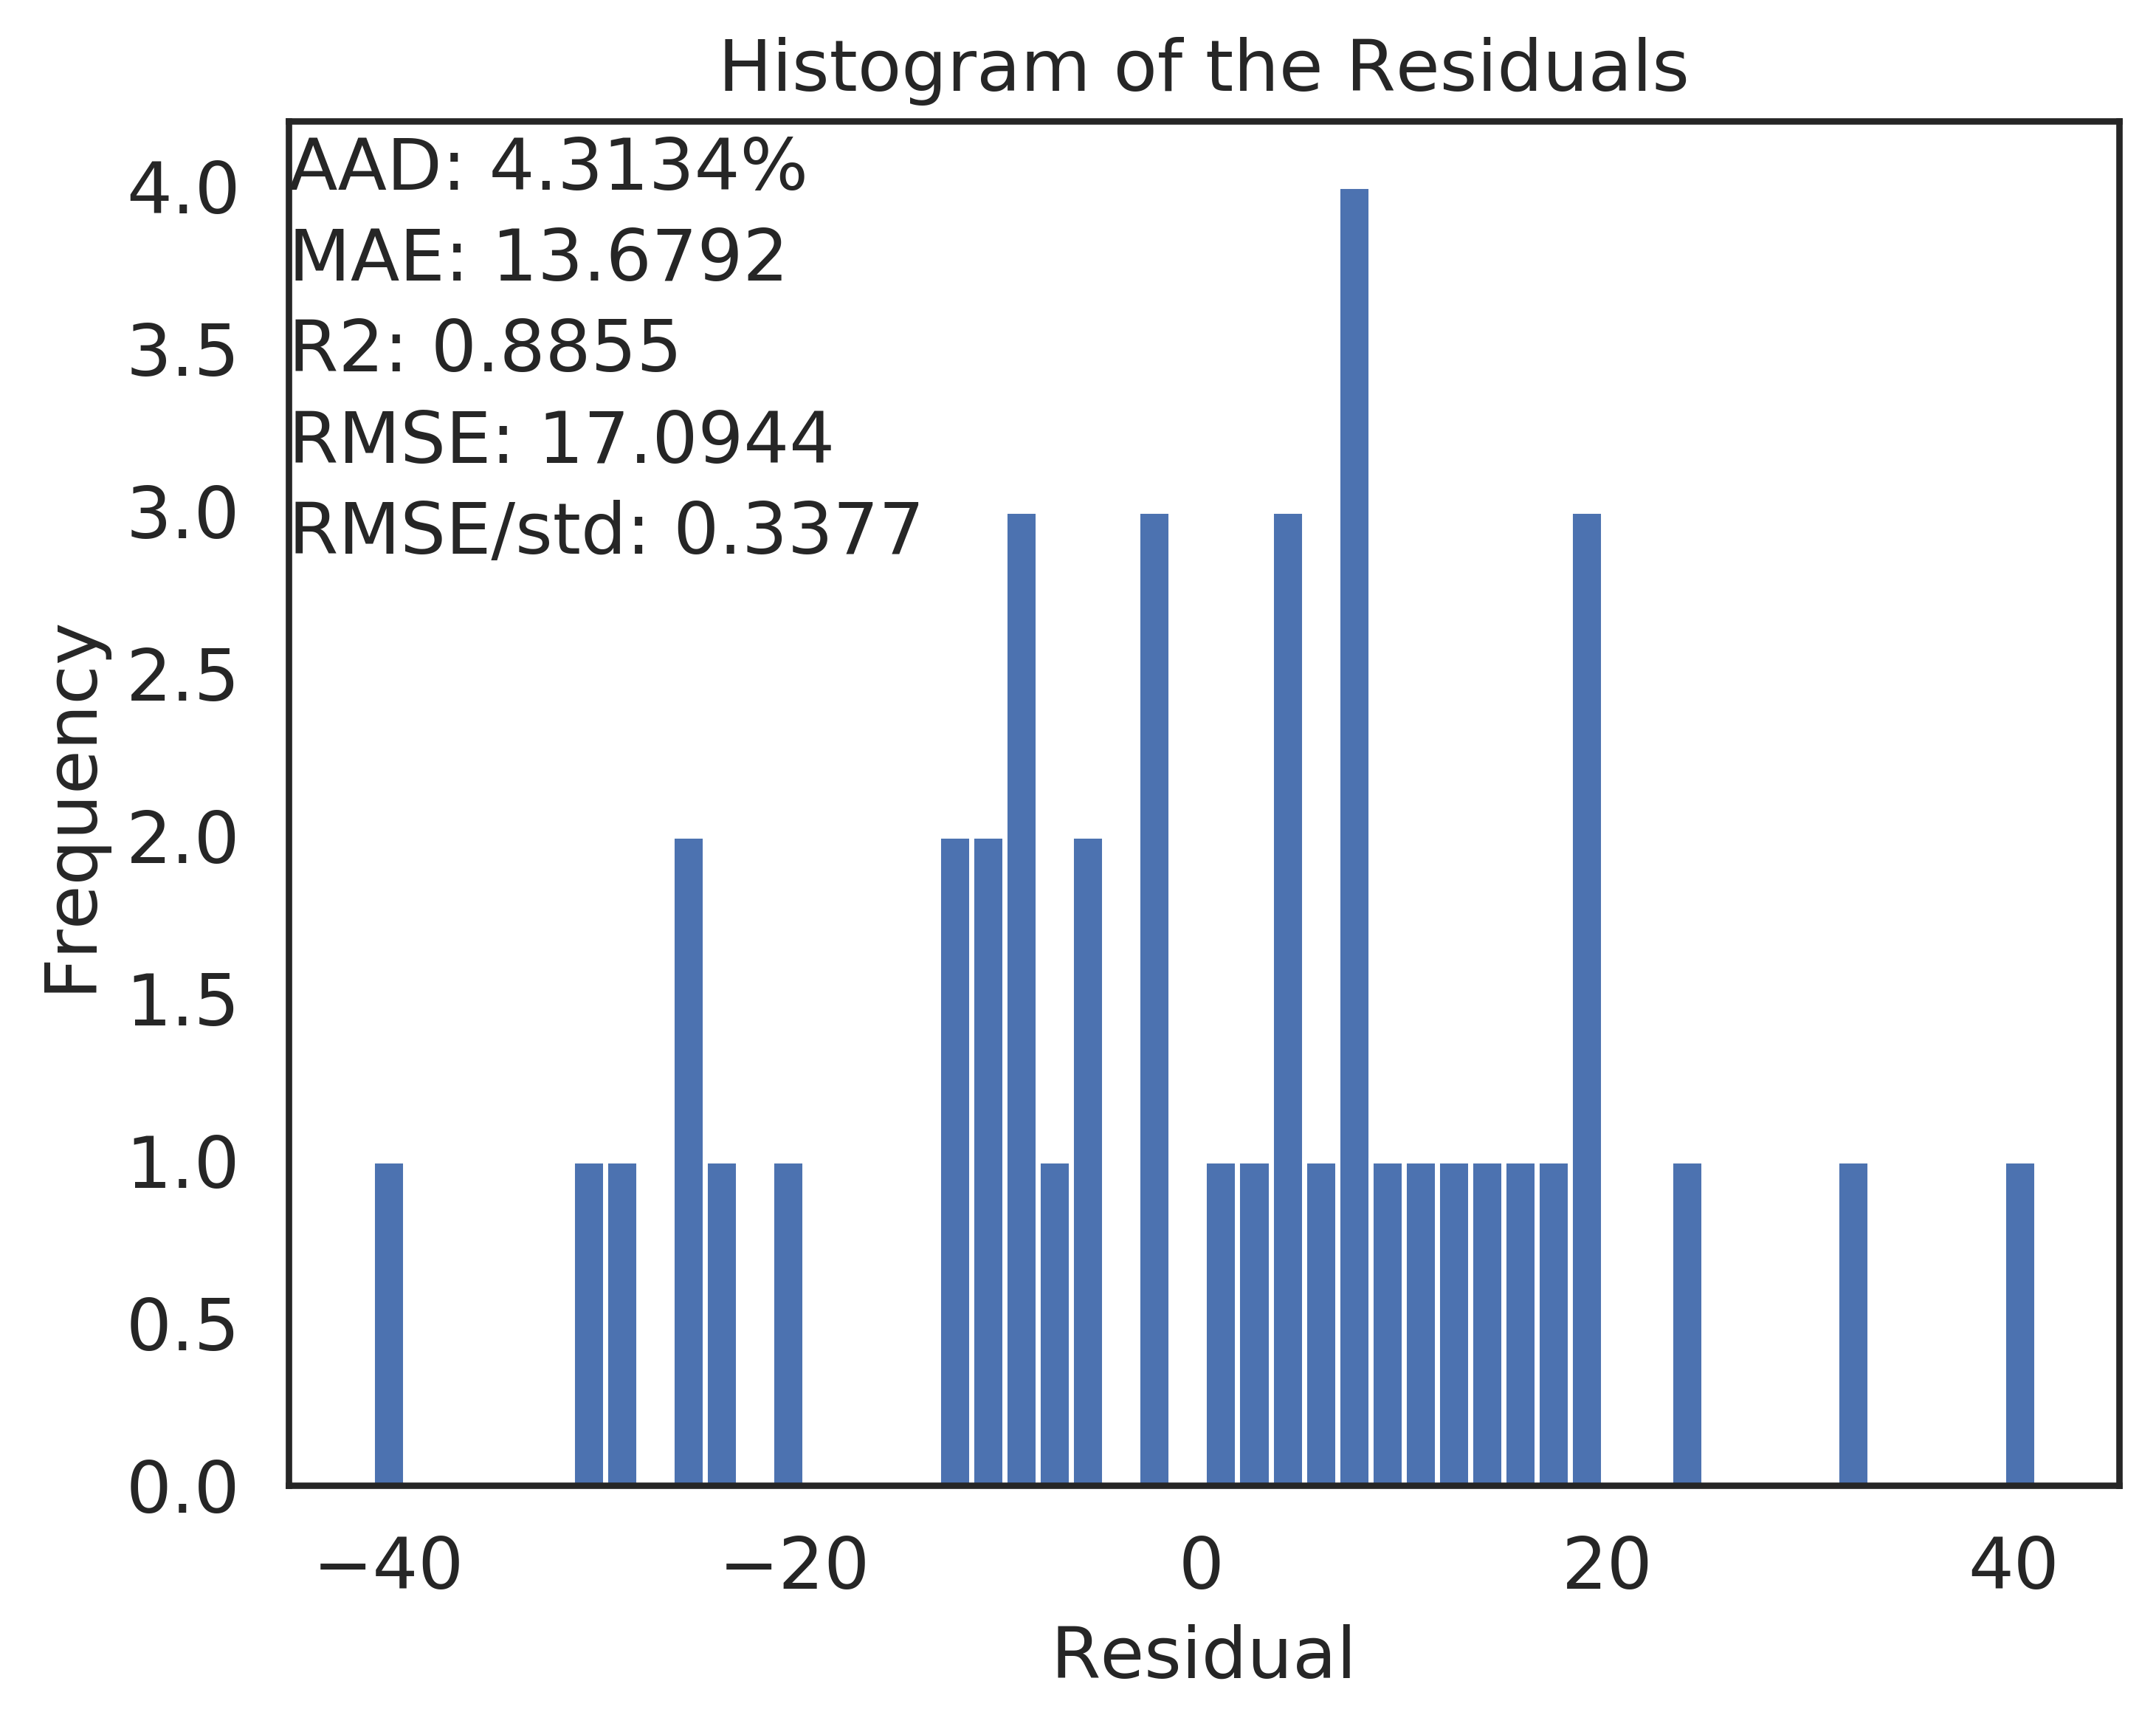 Histogram of the Residuals
AAD: 4.3134%
MAE: 13.6792
R2: 0.8855
RMSE: 17.0944
RMSE/std: 0.3377
4.0
3.5
3.0
2.5
2.0
1.5
1.0
0.5
0.0
Frequency
−40 −20 0 20 40
Residual